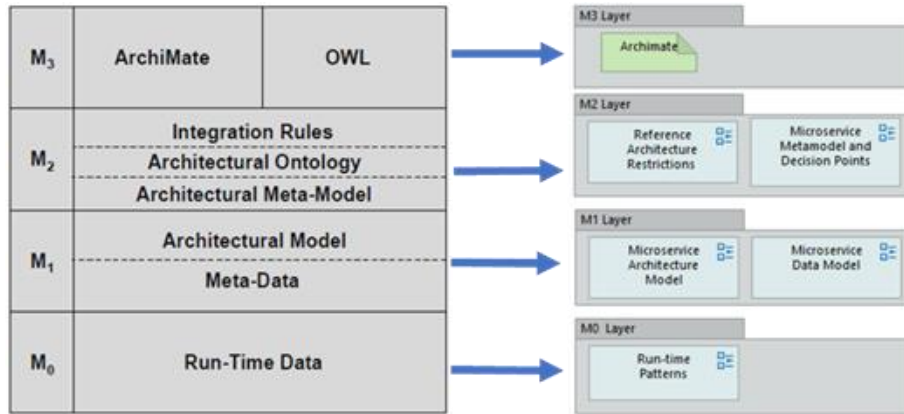 M3
ArchiMate
OWL
M2
Integration Rules
Architectural Ontology
Architectural Meta-Model
M1
Architectural Model
Meta-Data
M0
Run-Time Data
M3 Layer
Archimate
M2 Layer
Reference
Architecture
Restrictions
Microservice
Metamodel and
Decision Points
M1 Layer
Microservice
Architecture
Model
Microservice
Data Model
M0 Layer
Run-time
Patterns